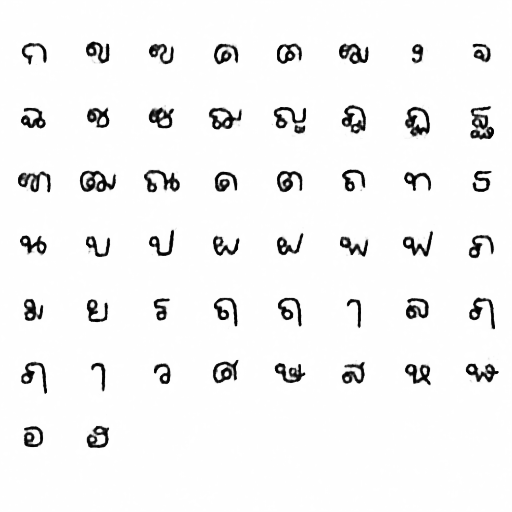 ก ข ฃ ค ฅ ฆ ง จ
ฉ ช ซ ฌ ญ ฎ ฏ ฐ
ฑ ฒ ณ ด ต ถ ท ธ
น บ ป ผ ฝ พ ฟ ภ
ม ย ร ฤ ฤ ๅ ล ฦ
ฦ ๅ ว ศ ษ ส ห ฬ
อ ฮ